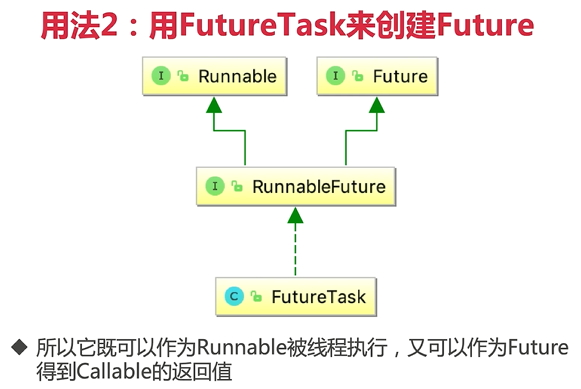 用法2：用FutureTask来创建Future
I Runnable
I Future
I RunnableFuture
C FutureTask
◆ 所以它既可以作为Runnable被线程执行，又可以作为Future
得到Callable的返回值